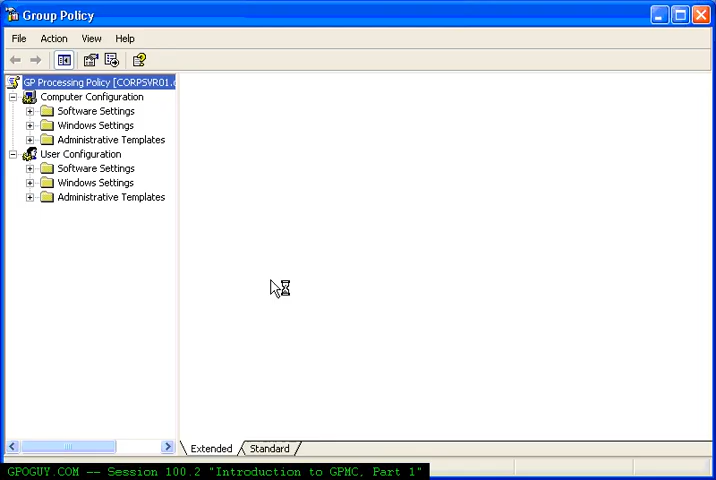 Group Policy
File Action View Help
GP Processing Policy [CORPSVR01.
Computer Configuration
Software Settings
Windows Settings
Administrative Templates
User Configuration
Software Settings
Windows Settings
Administrative Templates
Extended Standard
GPOGUY.COM -- Session 100.2 "Introduction to GPMC, Part 1"